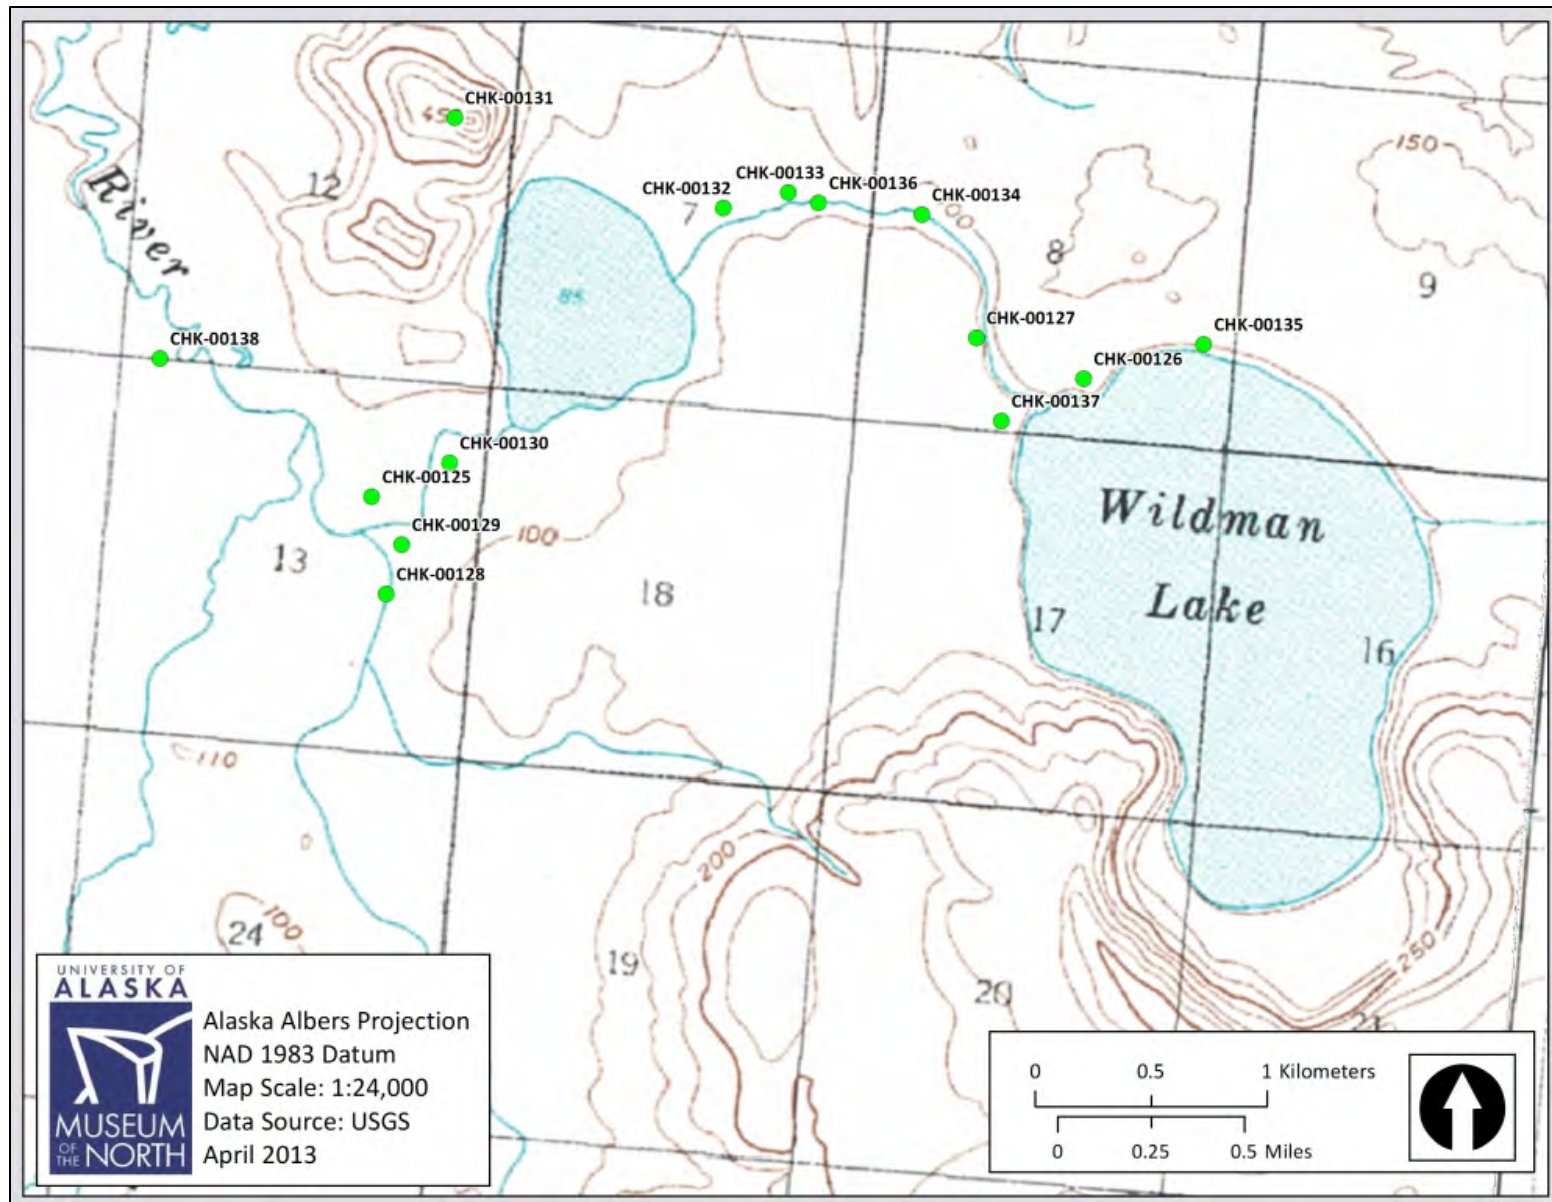 CHK-00131
450
150
12
River
CHK-00133
CHK-00132
CHK-00136
7
CHK-00134
100
8
9
85
CHK-00127
CHK-00135
CHK-00138
CHK-00126
CHK-00137
CHK-00130
CHK-00125
CHK-00129
100
Wildman
Lake
13
CHK-00128
18
17
16
110
200
100
24
19
250
20
21
UNIVERSITY OF
ALASKA
MUSEUM
OF THE NORTH
Alaska Albers Projection
NAD 1983 Datum
Map Scale: 1:24,000
Data Source: USGS
April 2013
0 0.5 1 Kilometers
0 0.25 0.5 Miles